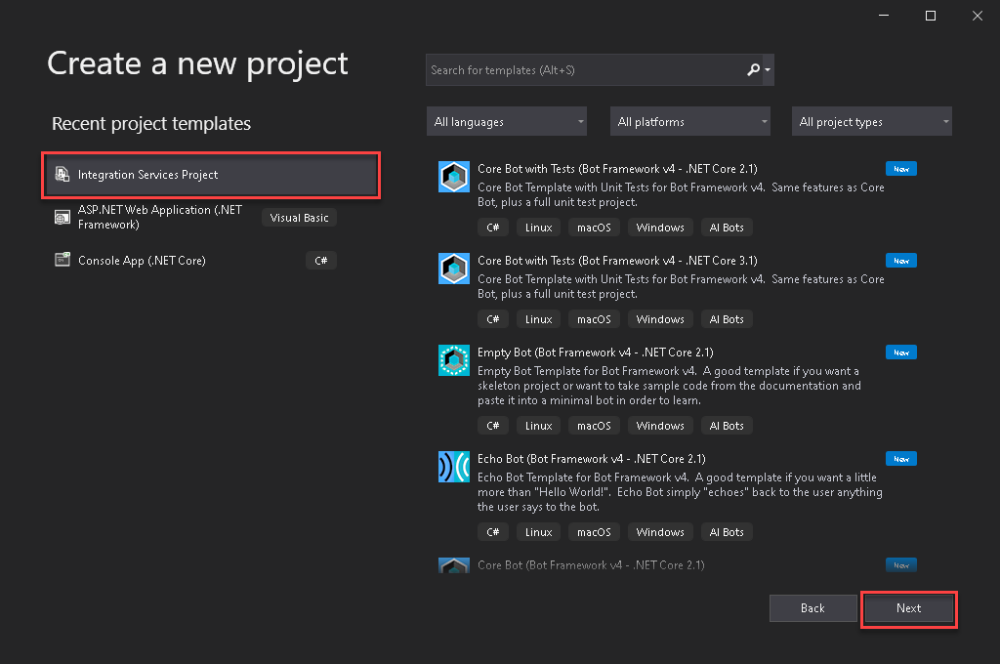 Create a new project
Search for templates (Alt+S)
Recent project templates
All languages
All platforms
All project types
Integration Services Project
ASP.NET Web Application (.NET
Framework)
Visual Basic
Console App (.NET Core)
C#
Core Bot with Tests (Bot Framework v4 - .NET Core 2.1)
New
Core Bot Template with Unit Tests for Bot Framework v4.  Same features as Core
Bot, plus a full unit test project.
C#
Linux
macOS
Windows
AI Bots
Core Bot with Tests (Bot Framework v4 - .NET Core 3.1)
New
Core Bot Template with Unit Tests for Bot Framework v4.  Same features as Core
Bot, plus a full unit test project.
C#
Linux
macOS
Windows
AI Bots
Empty Bot (Bot Framework v4 - .NET Core 2.1)
New
Empty Bot Template for Bot Framework v4.  A good template if you want a
skeleton project or want to take sample code from the documentation and
paste it into a minimal bot in order to learn.
C#
Linux
macOS
Windows
AI Bots
Echo Bot (Bot Framework v4 - .NET Core 2.1)
New
Echo Bot Template for Bot Framework v4.  A good template if you want a little
more than "Hello World!".  Echo Bot simply "echoes" back to the user anything
the user says to the bot.
C#
Linux
macOS
Windows
AI Bots
Core Bot (Bot Framework v4 - .NET Core 2.1)
New
Back
Next